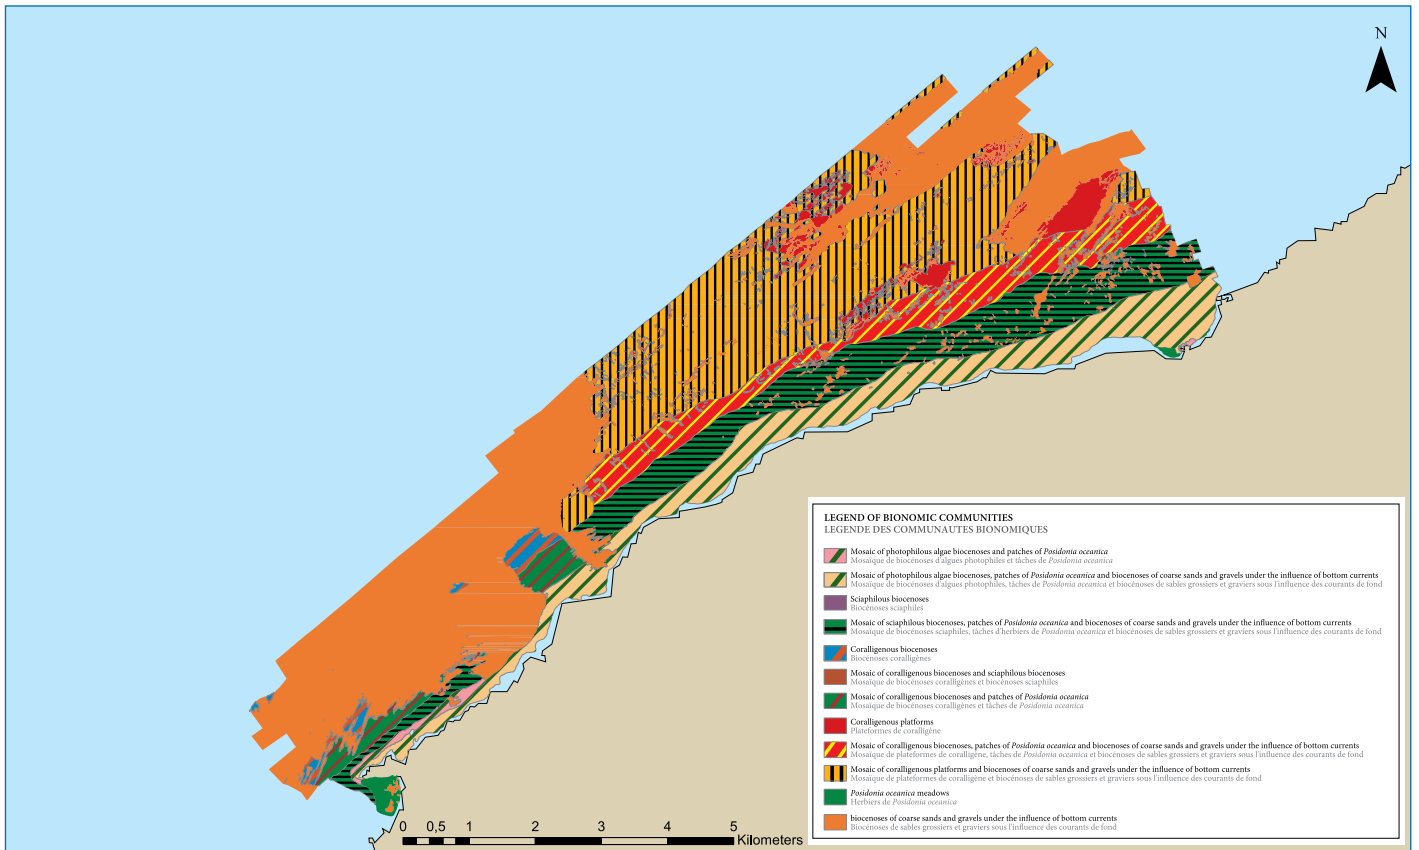 N
LEGEND OF BIONOMIC COMMUNITIES
LEGENDE DES COMMUNAUTES BIONOMIQUES
Mosaic of photophilous algae biocenoses and patches of Posidonia oceanica
Mosaïque de biocénoses d'algues photophiles et tâches de Posidonia oceanica
Mosaic of photophilous algae biocenoses, patches of Posidonia oceanica and biocenoses of coarse sands and gravels under the influence of bottom currents
Mosaïque de biocénoses d'algues photophiles, tâches de Posidonia oceanica et biocénoses de sables grossiers et graviers sous l'influence des courants de fond
Sciaphilous biocenoses
Biocénoses sciaphiles
Mosaic of sciaphilous biocenoses, patches of Posidonia oceanica and biocenoses of coarse sands and gravels under the influence of bottom currents
Mosaïque de biocénoses sciaphiles, tâches d'herbiers de Posidonia oceanica et biocénoses de sables grossiers et graviers sous l'influence des courants de fond
Coralligenous biocenoses
Biocénoses coralligènes
Mosaic of coralligenous biocenoses and sciaphilous biocenoses
Mosaïque de biocénoses coralligènes et biocénoses sciaphiles
Mosaic of coralligenous biocenoses and patches of Posidonia oceanica
Mosaïque de biocénoses coralligènes et tâches de Posidonia oceanica
Coralligenous platforms
Plateformes de coralligène
Mosaic of coralligenous biocenoses, patches of Posidonia oceanica and biocenoses of coarse sands and gravels under the influence of bottom currents
Mosaïque de plateformes de coralligène, tâches de Posidonia oceanica et biocénoses de sables grossiers et graviers sous l'influence des courants de fond
Mosaic of coralligenous platforms and biocenoses of coarse sands and gravels under the influence of bottom currents
Mosaïque de plateformes de coralligène et biocénoses de sables grossiers et graviers sous l'influence des courants de fond
Posidonia oceanica meadows
Herbiers de Posidonia oceanica
biocenoses of coarse sands and gravels under the influence of bottom currents
Biocénoses de sables grossiers et graviers sous l'influence des courants de fond
0 0,5 1 2 3 4 5
Kilometers